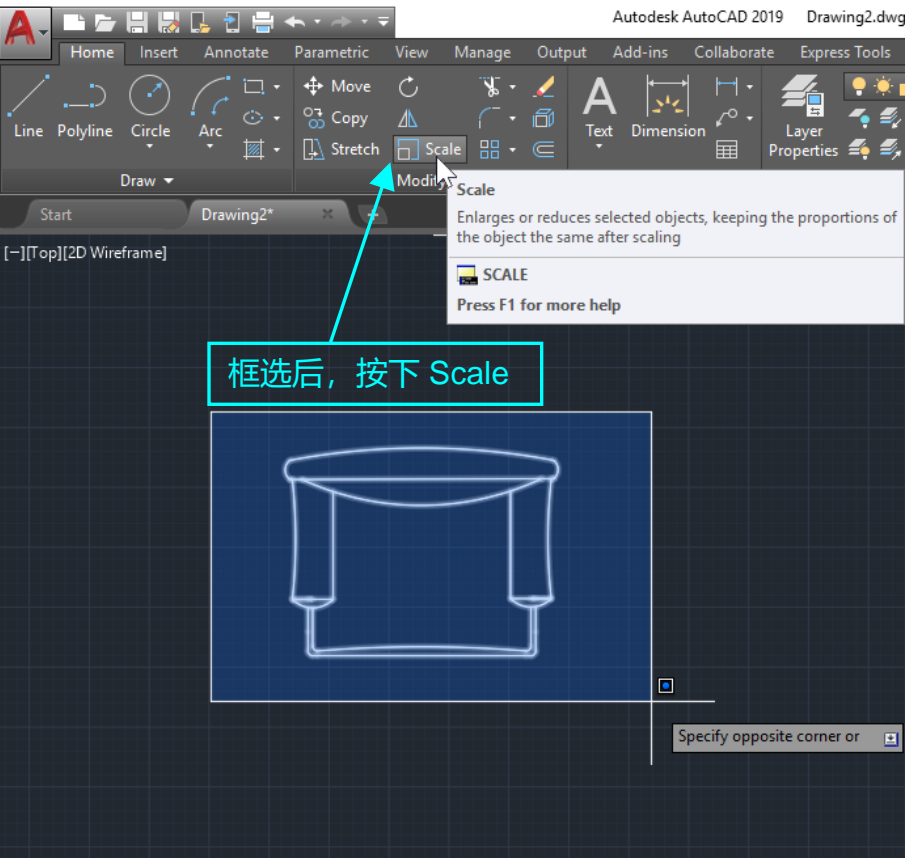 Autodesk AutoCAD 2019 Drawing2.dwg
Home Insert Annotate Parametric View Manage Output Add-ins Collaborate Express Tools
Line Polyline Circle Arc
Move
Copy
Stretch
Scale
Text Dimension
Layer
Properties
Draw
Modify
Start Drawing2*
[−][Top][2D Wireframe]
Scale
Enlarges or reduces selected objects, keeping the proportions of
the object the same after scaling
SCALE
Press F1 for more help
框选后，按下 Scale
Specify opposite corner or